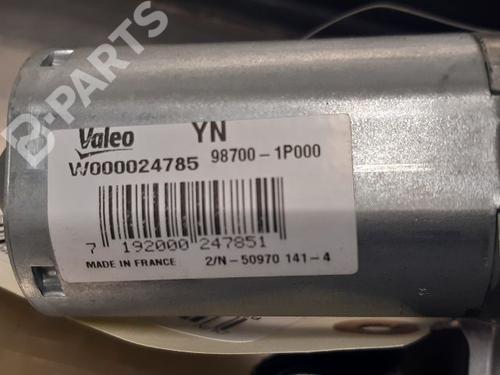 B-PARTS
Valeo YN
W000024785 98700-1P000
7 192000 247851
MADE IN FRANCE 2/N-50970 141-4